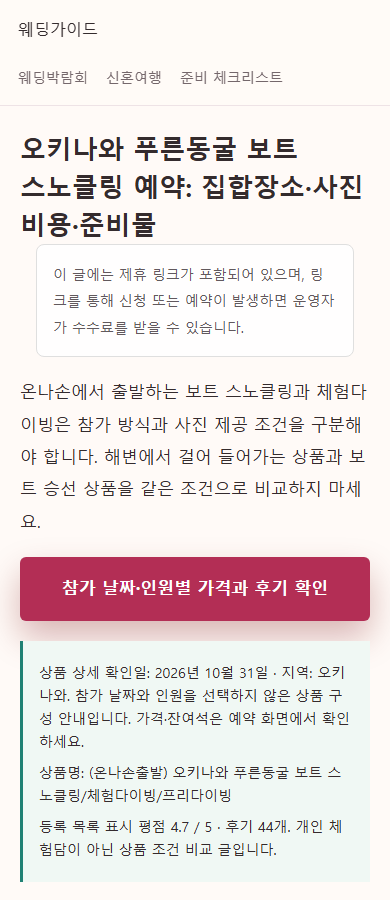 웨딩가이드
웨딩박람회 신혼여행 준비 체크리스트
오키나와 푸른동굴 보트
스노클링 예약: 집합장소·사진
비용·준비물
이 글에는 제휴 링크가 포함되어 있으며, 링
크를 통해 신청 또는 예약이 발생하면 운영자
가 수수료를 받을 수 있습니다.
온나손에서 출발하는 보트 스노클링과 체험다
이빙은 참가 방식과 사진 제공 조건을 구분해
야 합니다. 해변에서 걸어 들어가는 상품과 보
트 승선 상품을 같은 조건으로 비교하지 마세
요.
참가 날짜·인원별 가격과 후기 확인
상품 상세 확인일: 2026년 10월 31일 · 지역: 오키
나와. 참가 날짜와 인원을 선택하지 않은 상품 구
성 안내입니다. 가격·잔여석은 예약 화면에서 확인
하세요.
상품명: (온나손출발) 오키나와 푸른동굴 보트 스
노클링/체험다이빙/프리다이빙
등록 목록 표시 평점 4.7 / 5 · 후기 44개. 개인 체
험담이 아닌 상품 조건 비교 글입니다.